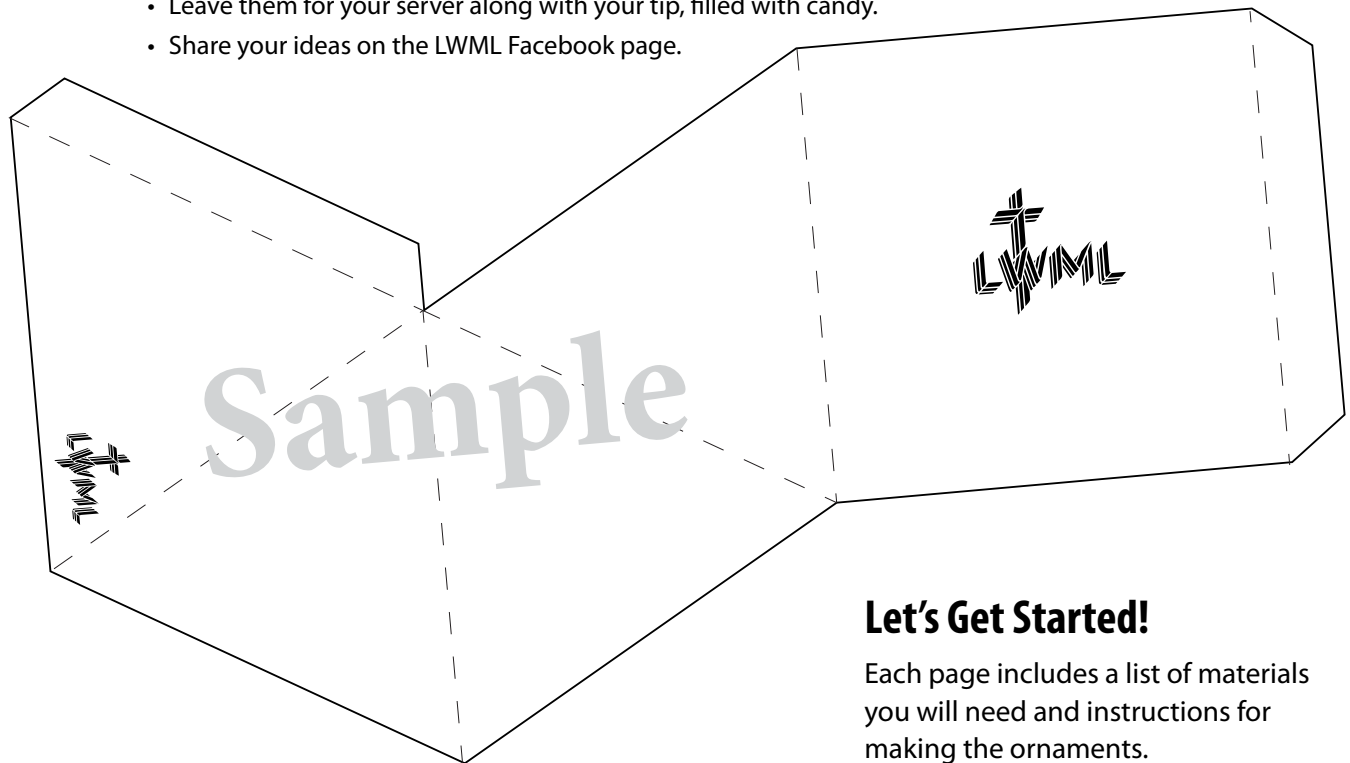 • Leave them for your server along with your tip, filled with candy.
• Share your ideas on the LWML Facebook page.
LWML
Sample
LWML
Let's Get Started!
Each page includes a list of materials
you will need and instructions for
making the ornaments.